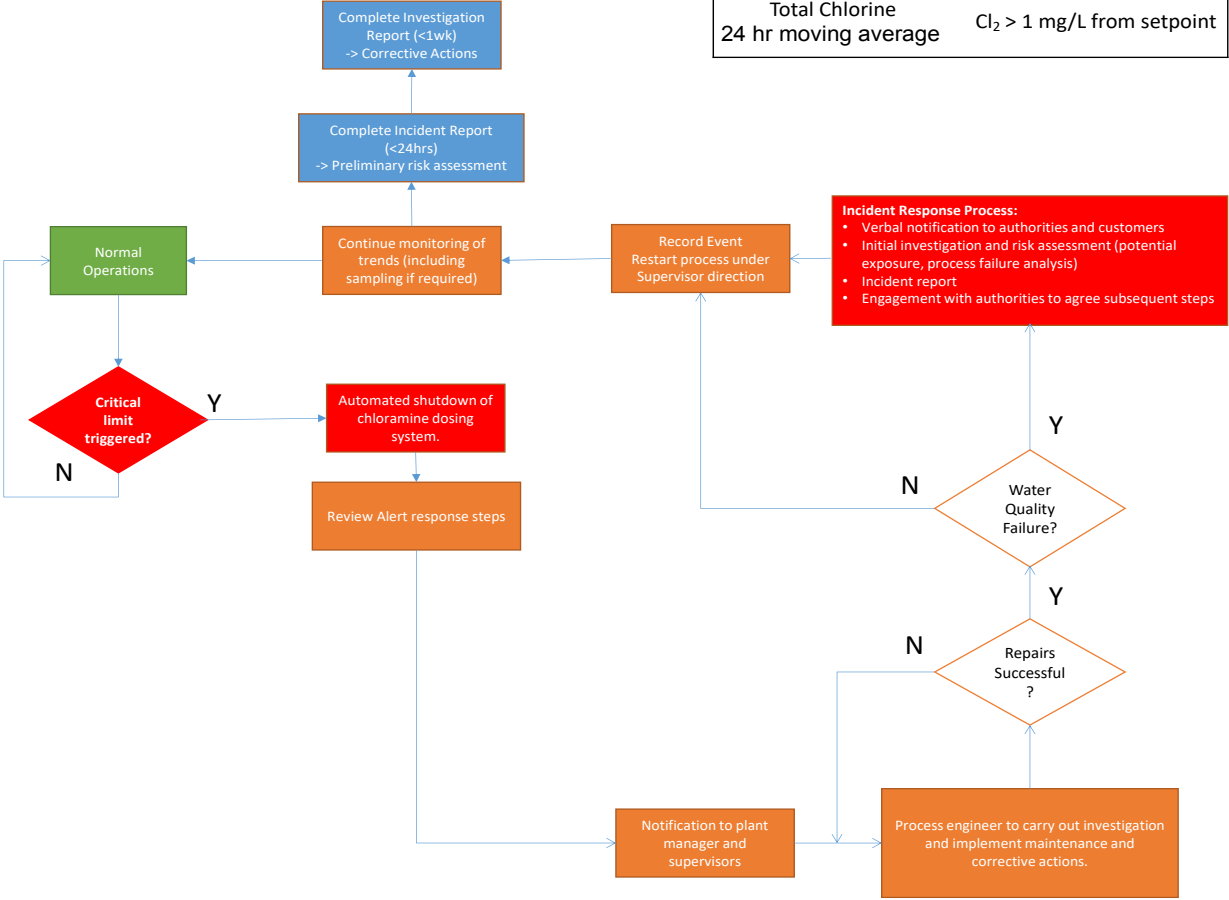 Complete Investigation
Report (<1wk)
-> Corrective Actions
Total Chlorine
24 hr moving average
Cl₂ > 1 mg/L from setpoint
Complete Incident Report
(<24hrs)
-> Preliminary risk assessment
Normal
Operations
Continue monitoring of
trends (including
sampling if required)
Record Event
Restart process under
Supervisor direction
Incident Response Process:
• Verbal notification to authorities and customers
• Initial investigation and risk assessment (potential
exposure, process failure analysis)
• Incident report
• Engagement with authorities to agree subsequent steps
Critical
limit
triggered?
Y
N
Automated shutdown of
chloramine dosing
system.
Review Alert response steps
Y
N
Water
Quality
Failure?
Y
N
Repairs
Successful
?
Notification to plant
manager and
supervisors
Process engineer to carry out investigation
and implement maintenance and
corrective actions.